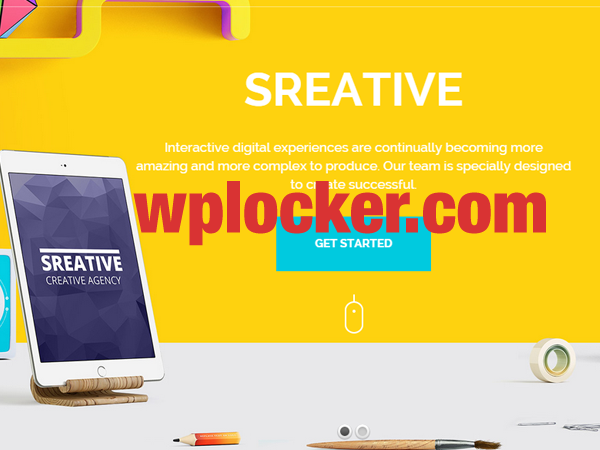 SREATIVE
Interactive digital experiences are continually becoming more
amazing and more complex to produce. Our team is specially designed
to create successful.
wplocker.com
GET STARTED
SREATIVE
CREATIVE AGENCY